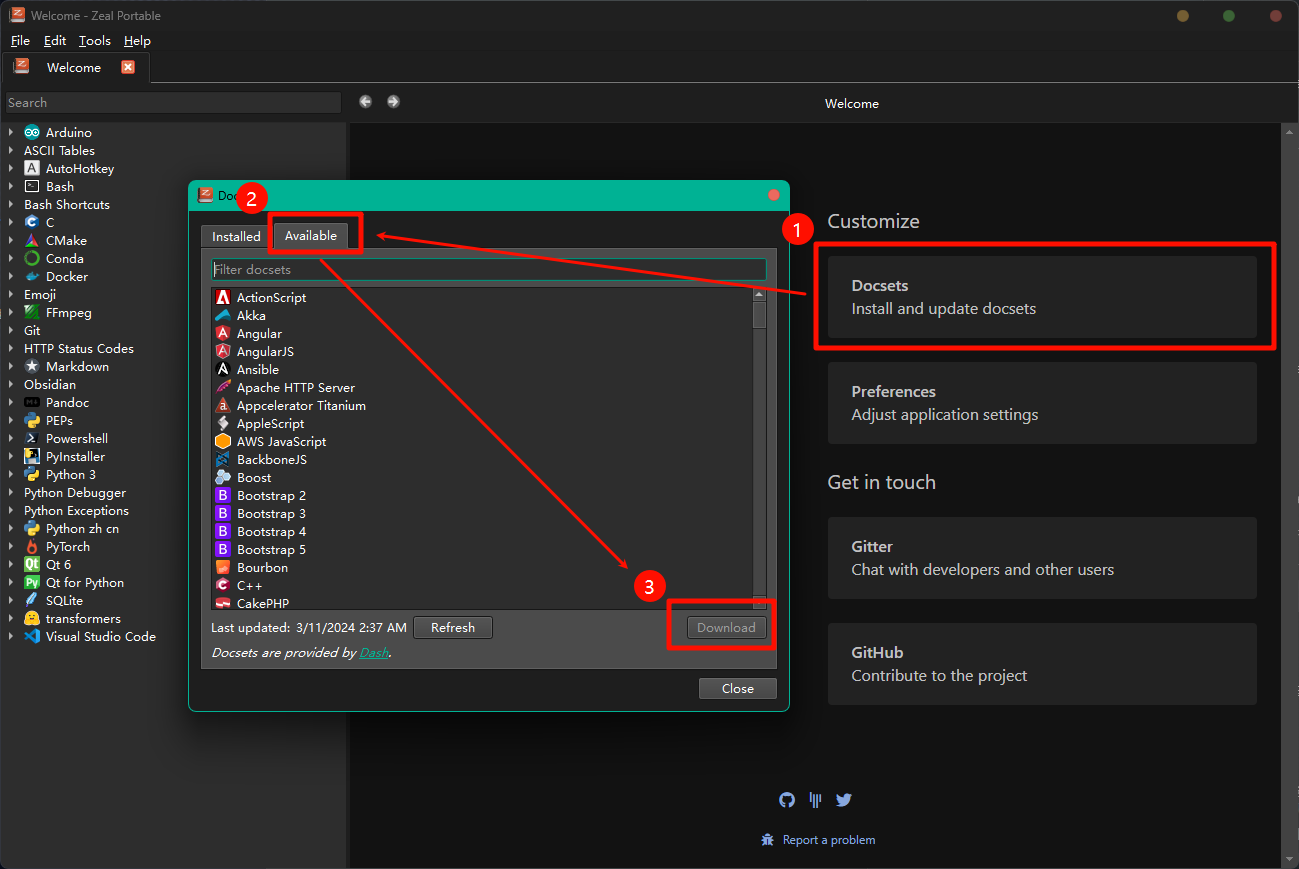 Welcome - Zeal Portable
File Edit Tools Help
Welcome
Search
Welcome
Arduino
ASCII Tables
AutoHotkey
Bash
Bash Shortcuts
C
CMake
Conda
Docker
Emoji
FFmpeg
Git
HTTP Status Codes
Markdown
Obsidian
Pandoc
PEPs
Powershell
PyInstaller
Python 3
Python Debugger
Python Exceptions
Python zh cn
PyTorch
Qt 6
Qt for Python
SQLite
transformers
Visual Studio Code
2
Installed
Available
Filter docsets
ActionScript
Akka
Angular
AngularJS
Ansible
Apache HTTP Server
Appcelerator Titanium
AppleScript
AWS JavaScript
BackboneJS
Boost
Bootstrap 2
Bootstrap 3
Bootstrap 4
Bootstrap 5
Bourbon
C++
CakePHP
3
Last updated: 3/11/2024 2:37 AM
Refresh
Download
Docsets are provided by Dash.
Close
1
Customize
Docsets
Install and update docsets
Preferences
Adjust application settings
Get in touch
Gitter
Chat with developers and other users
GitHub
Contribute to the project
Report a problem